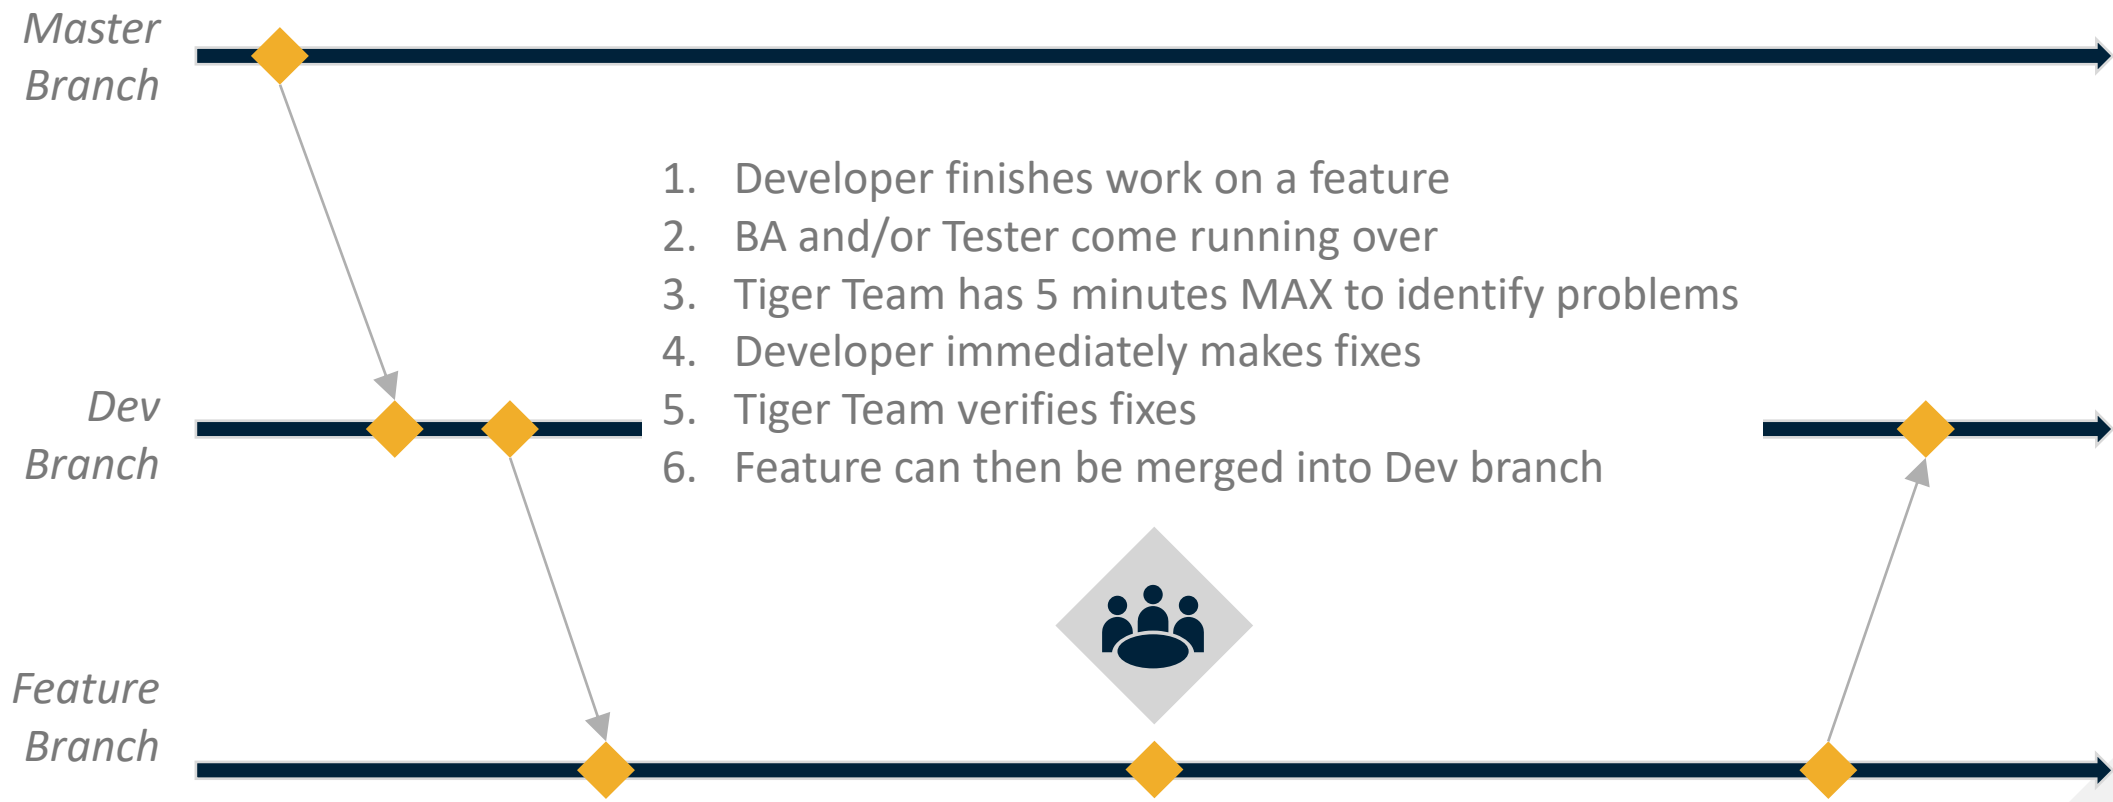 Master
Branch
1. Developer finishes work on a feature
2. BA and/or Tester come running over
3. Tiger Team has 5 minutes MAX to identify problems
4. Developer immediately makes fixes
5. Tiger Team verifies fixes
6. Feature can then be merged into Dev branch
Dev
Branch
Feature
Branch